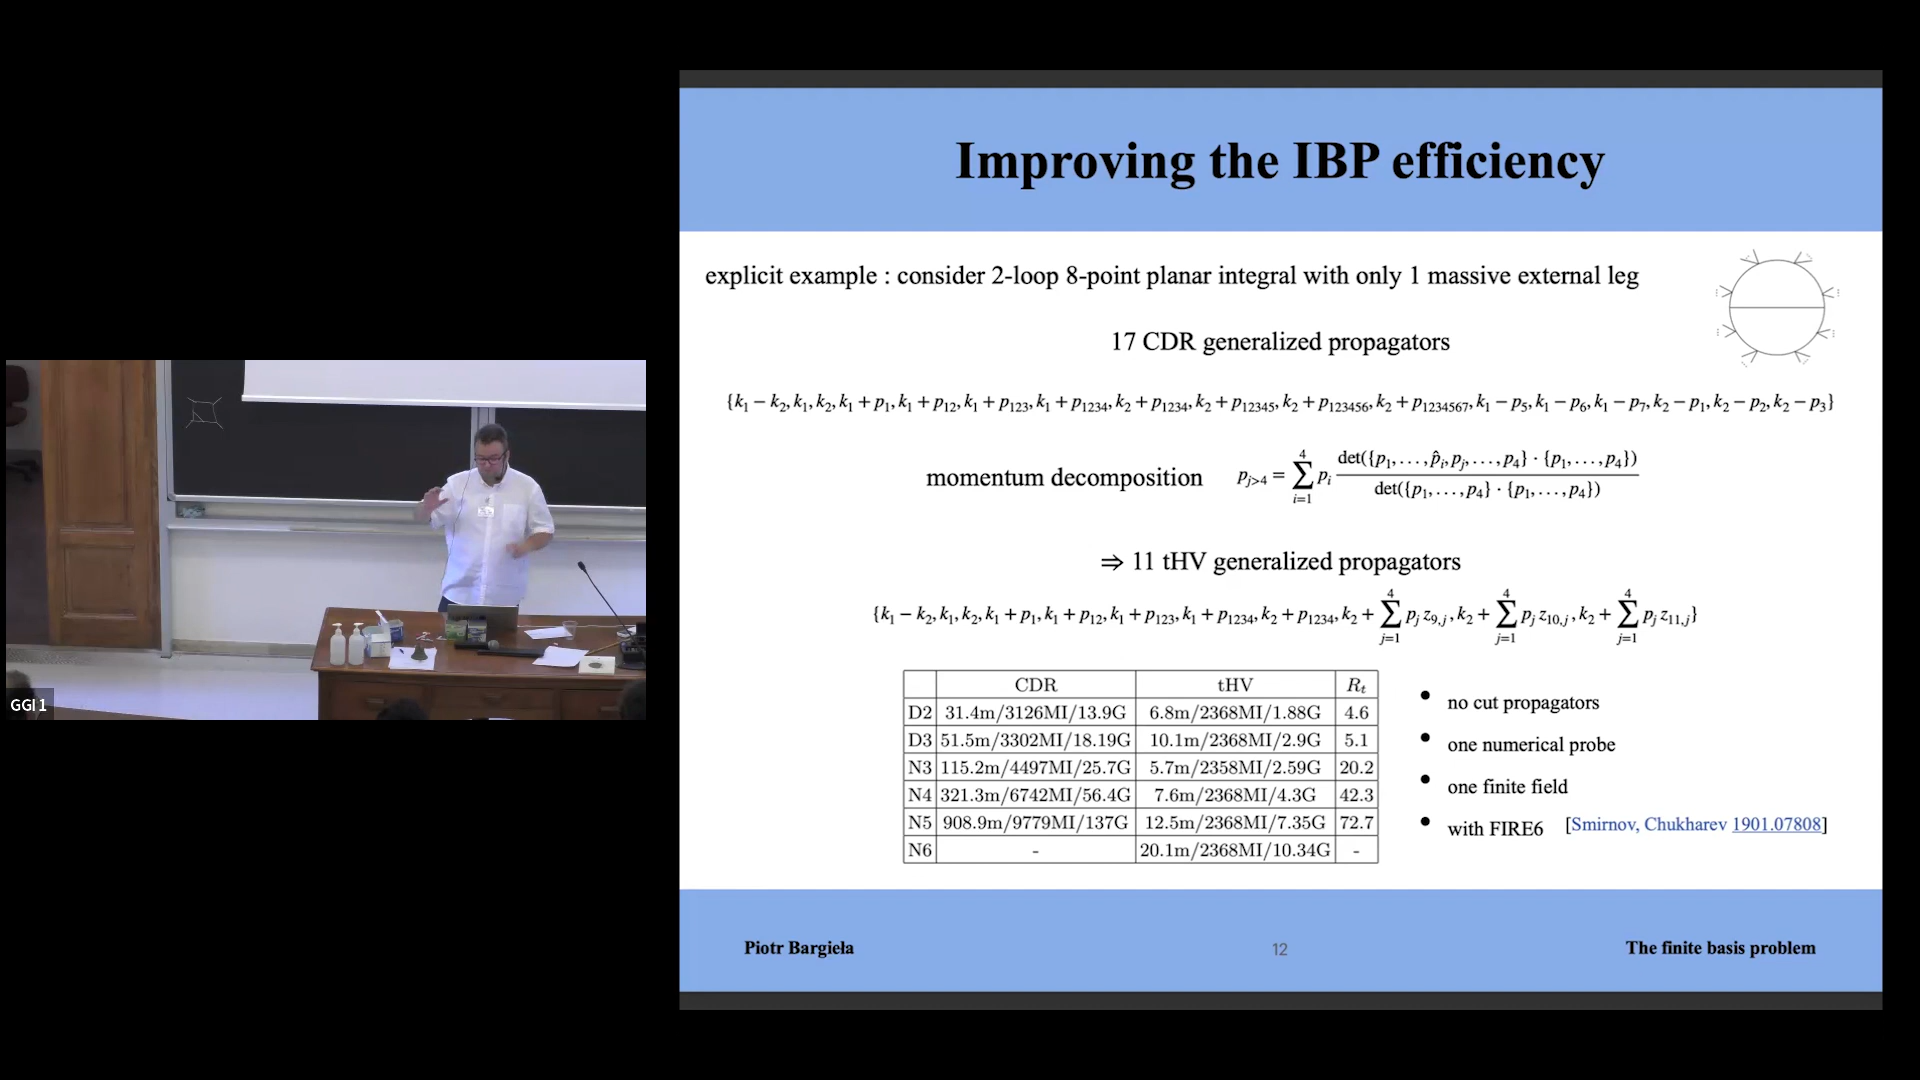 Improving the IBP efficiency
explicit example : consider 2-loop 8-point planar integral with only 1 massive external leg
17 CDR generalized propagators
{k₁ − k₂, k₁, k₂, k₁ + p₁, k₁ + p₁₂, k₁ + p₁₂₃, k₁ + p₁₂₃₄, k₂ + p₁₂₃₄, k₂ + p₁₂₃₄₅, k₂ + p₁₂₃₄₅₆, k₂ + p₁₂₃₄₅₆₇, k₁ − p₅, k₁ − p₆, k₁ − p₇, k₂ − p₁, k₂ − p₂, k₂ − p₃}
momentum decomposition p_{j>4} = ∑_{i=1}^{4} p_i det({p₁, …, p̂_i, p_j, …, p₄} · {p₁, …, p₄}) / det({p₁, …, p₄} · {p₁, …, p₄})
⇒ 11 tHV generalized propagators
{k₁ − k₂, k₁, k₂, k₁ + p₁, k₁ + p₁₂, k₁ + p₁₂₃, k₁ + p₁₂₃₄, k₂ + p₁₂₃₄, k₂ + ∑_{j=1}^{4} p_j z_{9,j}, k₂ + ∑_{j=1}^{4} p_j z_{10,j}, k₂ + ∑_{j=1}^{4} p_j z_{11,j}}
CDR tHV R_t
D2 31.4m/3126MI/13.9G 6.8m/2368MI/1.88G 4.6
D3 51.5m/3302MI/18.19G 10.1m/2368MI/2.9G 5.1
N3 115.2m/4497MI/25.7G 5.7m/2358MI/2.59G 20.2
N4 321.3m/6742MI/56.4G 7.6m/2368MI/4.3G 42.3
N5 908.9m/9779MI/137G 12.5m/2368MI/7.35G 72.7
N6 - 20.1m/2368MI/10.34G -
• no cut propagators
• one numerical probe
• one finite field
• with FIRE6 [Smirnov, Chukharev 1901.07808]
Piotr Bargieła
12
The finite basis problem
GGI 1